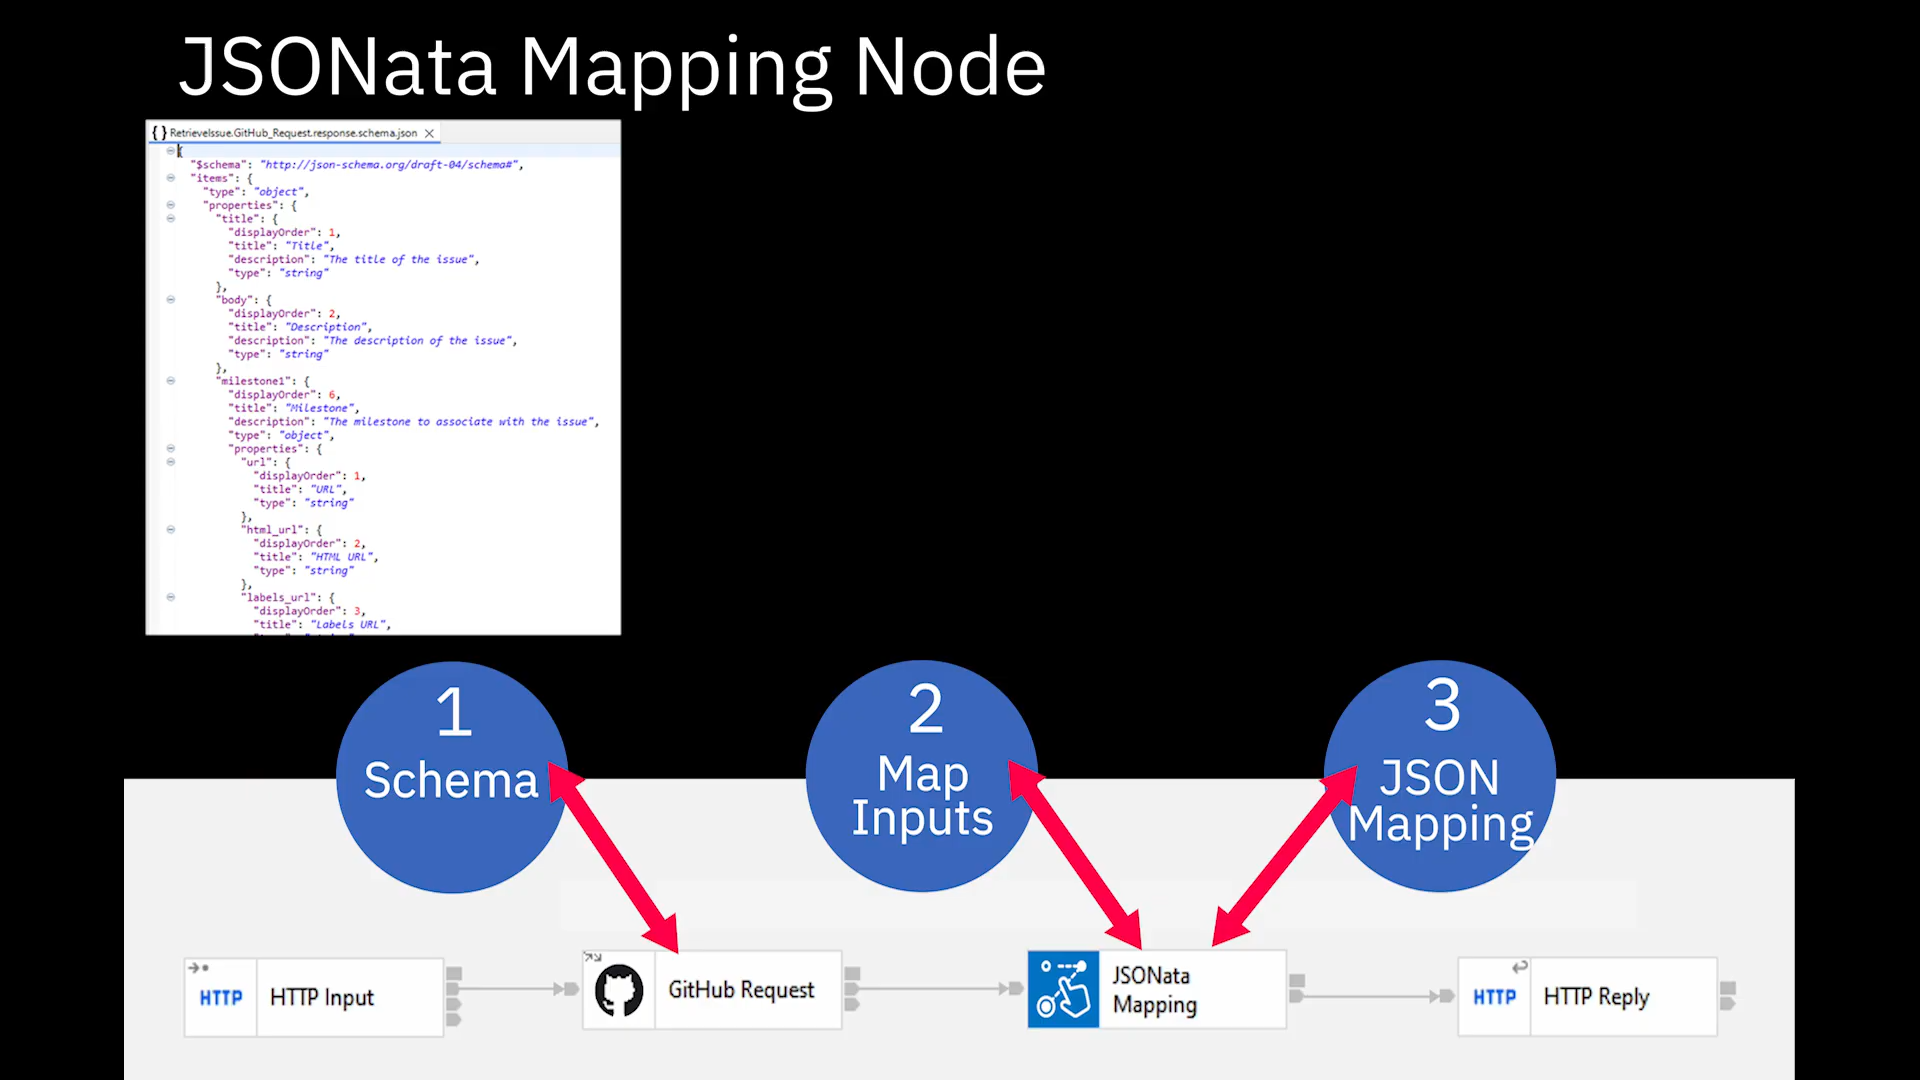 JSONata Mapping Node
{ } RetrieveIssue.GitHub_Request.response.schema.json
{
"$schema": "http://json-schema.org/draft-04/schema#",
"items": {
"type": "object",
"properties": {
"title": {
"displayOrder": 1,
"title": "Title",
"description": "The title of the issue",
"type": "string"
},
"body": {
"displayOrder": 2,
"title": "Description",
"description": "The description of the issue",
"type": "string"
},
"milestone1": {
"displayOrder": 6,
"title": "Milestone",
"description": "The milestone to associate with the issue",
"type": "object",
"properties": {
"url": {
"displayOrder": 1,
"title": "URL",
"type": "string"
},
"html_url": {
"displayOrder": 2,
"title": "HTML URL",
"type": "string"
},
"labels_url": {
"displayOrder": 3,
"title": "Labels URL",
1
Schema
2
Map
Inputs
3
JSON
Mapping
HTTP
HTTP Input
GitHub Request
JSONata
Mapping
HTTP
HTTP Reply